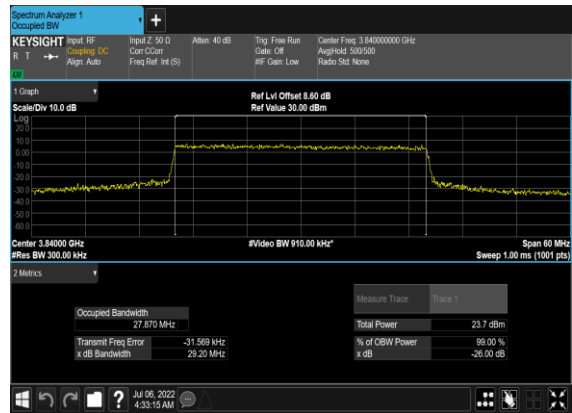 Spectrum Analyzer 1
Occupied BW
+
KEYSIGHT Input: RF Input Z: 50 Ω Atten: 40 dB Trig: Free Run Center Freq: 3.840000000 GHz
R T Coupling: DC Corr CCorr Gate: Off Avg|Hold: 500/500
Align: Auto Freq Ref: Int (S) #IF Gain: Low Radio Std: None
1 Graph
Ref Lvl Offset 8.60 dB
Scale/Div 10.0 dB Ref Value 30.00 dBm
Log
20.0
10.0
0.00
-10.0
-20.0
-30.0
-40.0
-50.0
-60.0
Center 3.84000 GHz #Video BW 910.00 kHz* Span 60 MHz
#Res BW 300.00 kHz Sweep 1.00 ms (1001 pts)
2 Metrics
Measure Trace Trace 1
Occupied Bandwidth
27.870 MHz Total Power 23.7 dBm
Transmit Freq Error -31.569 kHz % of OBW Power 99.00 %
x dB Bandwidth 29.20 MHz x dB -26.00 dB
? Jul 06, 2022
4:33:15 AM